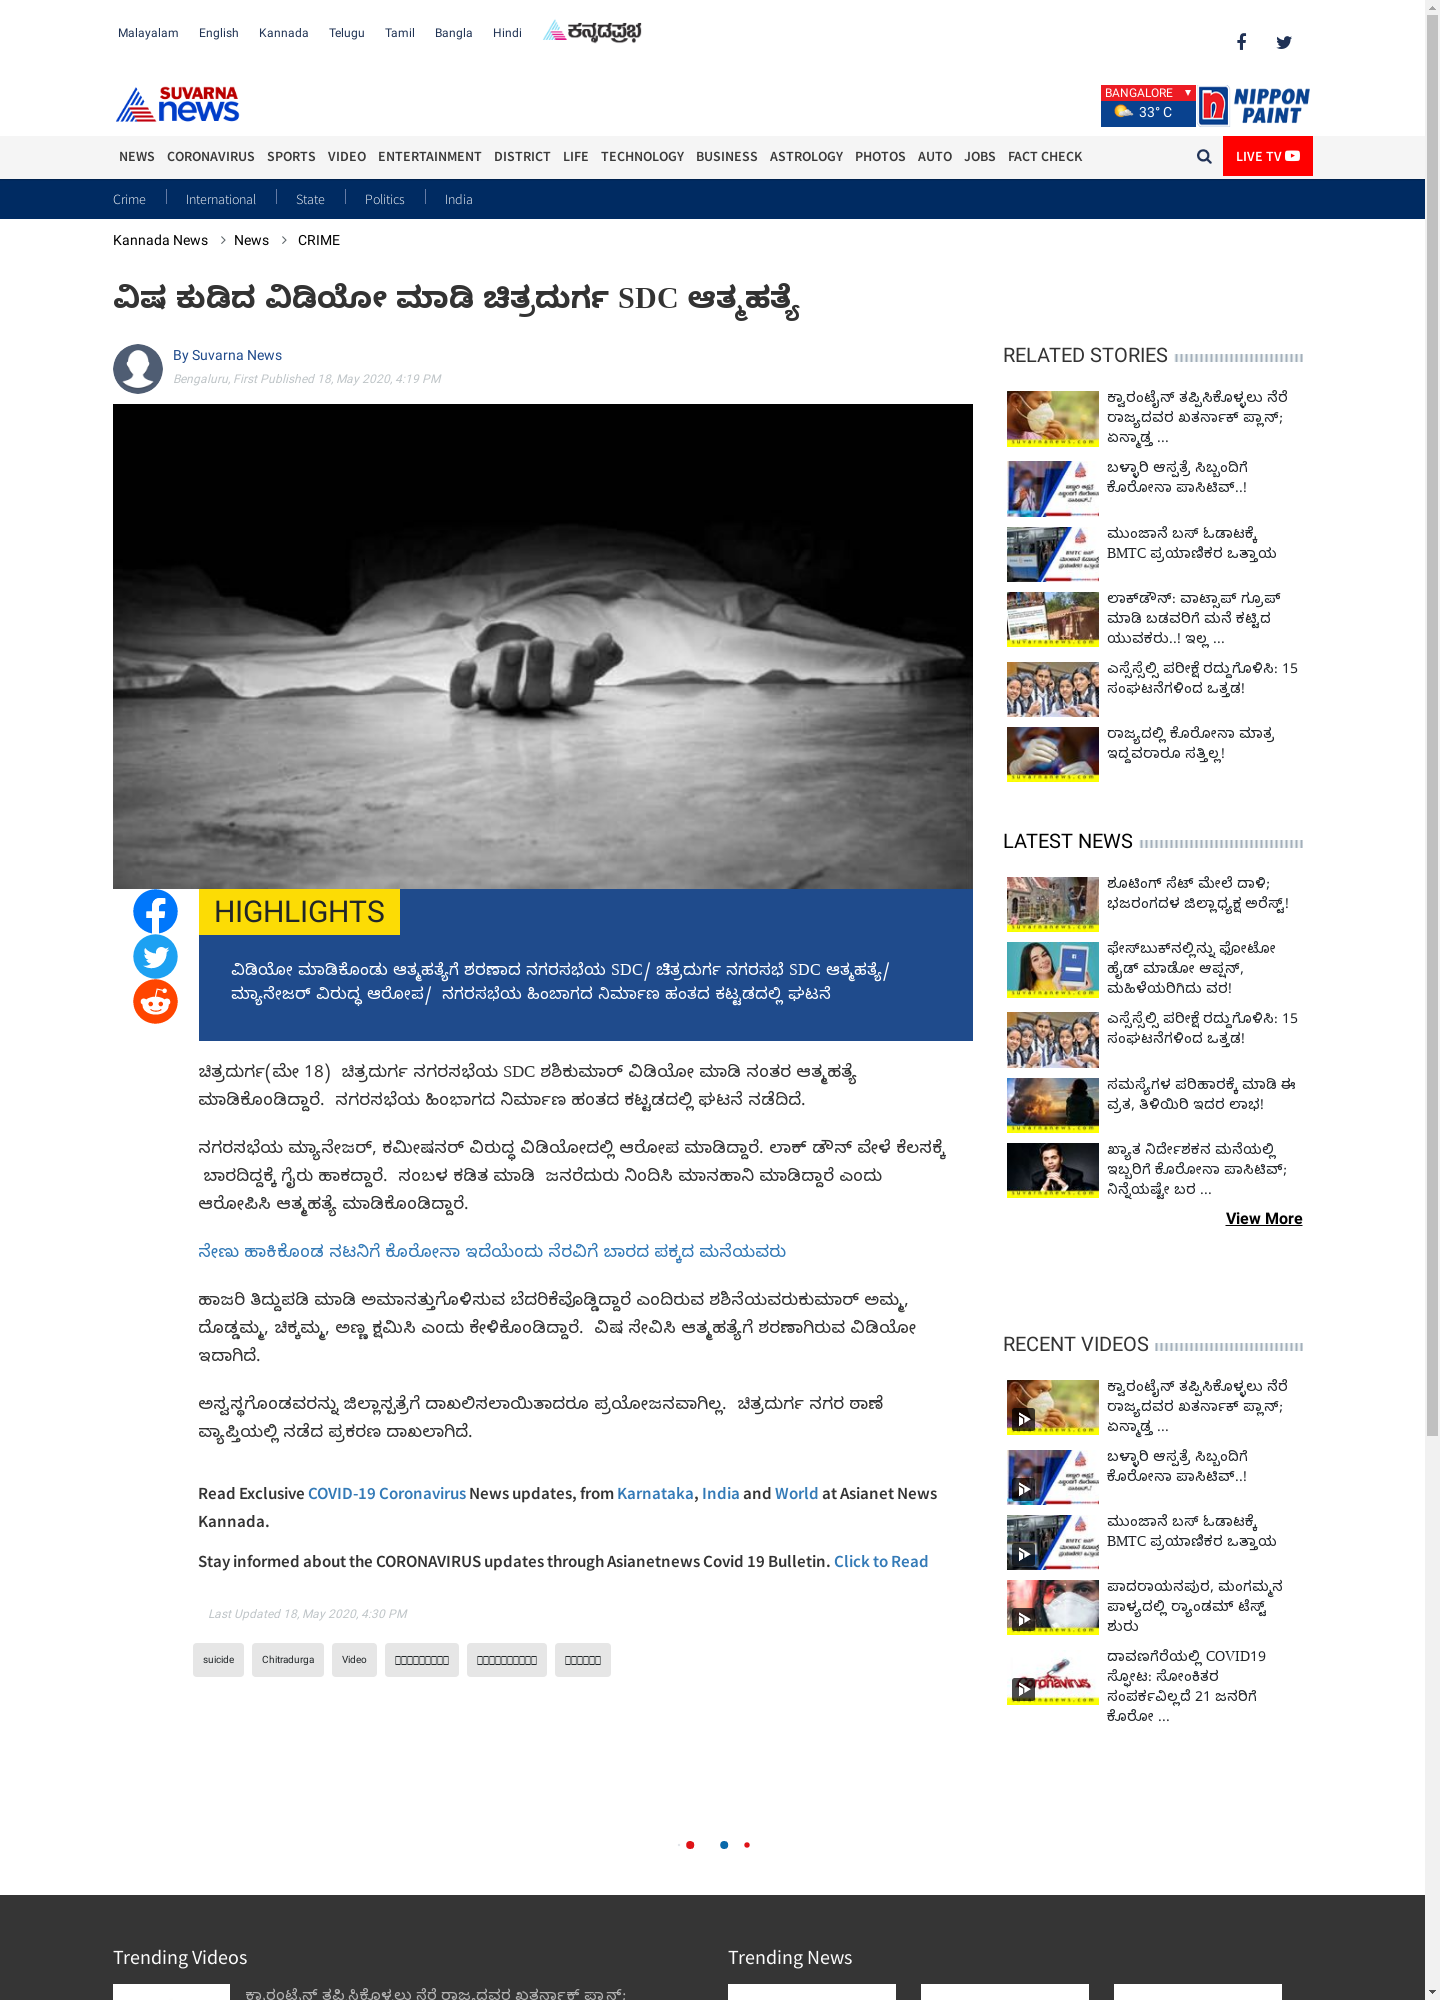 Malayalam English Kannada Telugu Tamil Bangla Hindi ಕನ್ನಡಪ್ರಭ
SUVARNA
news
BANGALORE ▼
33° C
NIPPON
PAINT
NEWS CORONAVIRUS SPORTS VIDEO ENTERTAINMENT DISTRICT LIFE TECHNOLOGY BUSINESS ASTROLOGY PHOTOS AUTO JOBS FACT CHECK LIVE TV
Crime International State Politics India
Kannada News > News > CRIME
ವಿಷ ಕುಡಿದ ವಿಡಿಯೋ ಮಾಡಿ ಚಿತ್ರದುರ್ಗ SDC ಆತ್ಮಹತ್ಯೆ
By Suvarna News
Bengaluru, First Published 18, May 2020, 4:19 PM
HIGHLIGHTS
ವಿಡಿಯೋ ಮಾಡಿಕೊಂಡು ಆತ್ಮಹತ್ಯೆಗೆ ಶರಣಾದ ನಗರಸಭೆಯ SDC/ ಚಿತ್ರದುರ್ಗ ನಗರಸಭೆ SDC ಆತ್ಮಹತ್ಯೆ/
ಮ್ಯಾನೇಜರ್ ವಿರುದ್ಧ ಆರೋಪ/ ನಗರಸಭೆಯ ಹಿಂಬಾಗದ ನಿರ್ಮಾಣ ಹಂತದ ಕಟ್ಟಡದಲ್ಲಿ ಘಟನೆ
ಚಿತ್ರದುರ್ಗ(ಮೇ 18) ಚಿತ್ರದುರ್ಗ ನಗರಸಭೆಯ SDC ಶಶಿಕುಮಾರ್ ವಿಡಿಯೋ ಮಾಡಿ ನಂತರ ಆತ್ಮಹತ್ಯೆ
ಮಾಡಿಕೊಂಡಿದ್ದಾರೆ. ನಗರಸಭೆಯ ಹಿಂಭಾಗದ ನಿರ್ಮಾಣ ಹಂತದ ಕಟ್ಟಡದಲ್ಲಿ ಘಟನೆ ನಡೆದಿದೆ.
ನಗರಸಭೆಯ ಮ್ಯಾನೇಜರ್, ಕಮೀಷನರ್ ವಿರುದ್ಧ ವಿಡಿಯೋದಲ್ಲಿ ಆರೋಪ ಮಾಡಿದ್ದಾರೆ. ಲಾಕ್ ಡೌನ್ ವೇಳೆ ಕೆಲಸಕ್ಕೆ
ಬಾರದಿದ್ದಕ್ಕೆ ಗೈರು ಹಾಕದ್ದಾರೆ. ಸಂಬಳ ಕಡಿತ ಮಾಡಿ ಜನರೆದುರು ನಿಂದಿಸಿ ಮಾನಹಾನಿ ಮಾಡಿದ್ದಾರೆ ಎಂದು
ಆರೋಪಿಸಿ ಆತ್ಮಹತ್ಯೆ ಮಾಡಿಕೊಂಡಿದ್ದಾರೆ.
ನೇಣು ಹಾಕಿಕೊಂಡ ನಟನಿಗೆ ಕೊರೋನಾ ಇದೆಯೆಂದು ನೆರವಿಗೆ ಬಾರದ ಪಕ್ಕದ ಮನೆಯವರು
ಹಾಜರಿ ತಿದ್ದುಪಡಿ ಮಾಡಿ ಅಮಾನತ್ತುಗೊಳಿಸುವ ಬೆದರಿಕೆವೊಡ್ಡಿದ್ದಾರೆ ಎಂದಿರುವ ಶಶಿನೆಯವರುಕುಮಾರ್ ಅಮ್ಮ,
ದೊಡ್ಡಮ್ಮ, ಚಿಕ್ಕಮ್ಮ, ಅಣ್ಣ ಕ್ಷಮಿಸಿ ಎಂದು ಕೇಳಿಕೊಂಡಿದ್ದಾರೆ. ವಿಷ ಸೇವಿಸಿ ಆತ್ಮಹತ್ಯೆಗೆ ಶರಣಾಗಿರುವ ವಿಡಿಯೋ
ಇದಾಗಿದೆ.
ಅಸ್ವಸ್ಥಗೊಂಡವರನ್ನು ಜಿಲ್ಲಾಸ್ಪತ್ರೆಗೆ ದಾಖಲಿಸಲಾಯಿತಾದರೂ ಪ್ರಯೋಜನವಾಗಿಲ್ಲ. ಚಿತ್ರದುರ್ಗ ನಗರ ಠಾಣೆ
ವ್ಯಾಪ್ತಿಯಲ್ಲಿ ನಡೆದ ಪ್ರಕರಣ ದಾಖಲಾಗಿದೆ.
Read Exclusive COVID-19 Coronavirus News updates, from Karnataka, India and World at Asianet News
Kannada.
Stay informed about the CORONAVIRUS updates through Asianetnews Covid 19 Bulletin. Click to Read
Last Updated 18, May 2020, 4:30 PM
suicide Chitradurga Video
RELATED STORIES
ಕ್ವಾರಂಟೈನ್ ತಪ್ಪಿಸಿಕೊಳ್ಳಲು ನೆರೆ
ರಾಜ್ಯದವರ ಖತರ್ನಾಕ್ ಪ್ಲಾನ್;
ಏನ್ಮಾಡ್ತ ...
ಬಳ್ಳಾರಿ ಆಸ್ಪತ್ರೆ ಸಿಬ್ಬಂದಿಗೆ
ಕೊರೋನಾ ಪಾಸಿಟಿವ್..!
ಮುಂಜಾನೆ ಬಸ್ ಓಡಾಟಕ್ಕೆ
BMTC ಪ್ರಯಾಣಿಕರ ಒತ್ತಾಯ
ಲಾಕ್‌ಡೌನ್: ವಾಟ್ಸಾಪ್ ಗ್ರೂಪ್
ಮಾಡಿ ಬಡವರಿಗೆ ಮನೆ ಕಟ್ಟಿದ
ಯುವಕರು..! ಇಲ್ಲ ...
ಎಸ್ಸೆಸ್ಸೆಲ್ಸಿ ಪರೀಕ್ಷೆ ರದ್ದುಗೊಳಿಸಿ: 15
ಸಂಘಟನೆಗಳಿಂದ ಒತ್ತಡ!
ರಾಜ್ಯದಲ್ಲಿ ಕೊರೋನಾ ಮಾತ್ರ
ಇದ್ದವರಾರೂ ಸತ್ತಿಲ್ಲ!
LATEST NEWS
ಶೂಟಿಂಗ್ ಸೆಟ್ ಮೇಲೆ ದಾಳಿ;
ಭಜರಂಗದಳ ಜಿಲ್ಲಾಧ್ಯಕ್ಷ ಅರೆಸ್ಟ್!
ಫೇಸ್‌ಬುಕ್‌ನಲ್ಲಿನ್ನು ಫೋಟೋ
ಹೈಡ್ ಮಾಡೋ ಆಪ್ಷನ್,
ಮಹಿಳೆಯರಿಗಿದು ವರ!
ಎಸ್ಸೆಸ್ಸೆಲ್ಸಿ ಪರೀಕ್ಷೆ ರದ್ದುಗೊಳಿಸಿ: 15
ಸಂಘಟನೆಗಳಿಂದ ಒತ್ತಡ!
ಸಮಸ್ಯೆಗಳ ಪರಿಹಾರಕ್ಕೆ ಮಾಡಿ ಈ
ವ್ರತ, ತಿಳಿಯಿರಿ ಇದರ ಲಾಭ!
ಖ್ಯಾತ ನಿರ್ದೇಶಕನ ಮನೆಯಲ್ಲಿ
ಇಬ್ಬರಿಗೆ ಕೊರೋನಾ ಪಾಸಿಟಿವ್;
ನಿನ್ನೆಯಷ್ಟೇ ಬರ ...
View More
RECENT VIDEOS
ಕ್ವಾರಂಟೈನ್ ತಪ್ಪಿಸಿಕೊಳ್ಳಲು ನೆರೆ
ರಾಜ್ಯದವರ ಖತರ್ನಾಕ್ ಪ್ಲಾನ್;
ಏನ್ಮಾಡ್ತ ...
ಬಳ್ಳಾರಿ ಆಸ್ಪತ್ರೆ ಸಿಬ್ಬಂದಿಗೆ
ಕೊರೋನಾ ಪಾಸಿಟಿವ್..!
ಮುಂಜಾನೆ ಬಸ್ ಓಡಾಟಕ್ಕೆ
BMTC ಪ್ರಯಾಣಿಕರ ಒತ್ತಾಯ
ಪಾದರಾಯನಪುರ, ಮಂಗಮ್ಮನ
ಪಾಳ್ಯದಲ್ಲಿ ರ‍್ಯಾಂಡಮ್ ಟೆಸ್ಟ್
ಶುರು
ದಾವಣಗೆರೆಯಲ್ಲಿ COVID19
ಸ್ಫೋಟ: ಸೋಂಕಿತರ
ಸಂಪರ್ಕವಿಲ್ಲದೆ 21 ಜನರಿಗೆ
ಕೊರೋ ...
Trending Videos Trending News
ಕ್ವಾರಂಟೈನ್ ತಪ್ಪಿಸಿಕೊಳ್ಳಲು ನೆರೆ ರಾಜ್ಯದವರ ಖತರ್ನಾಕ್ ಪ್ಲಾನ್;